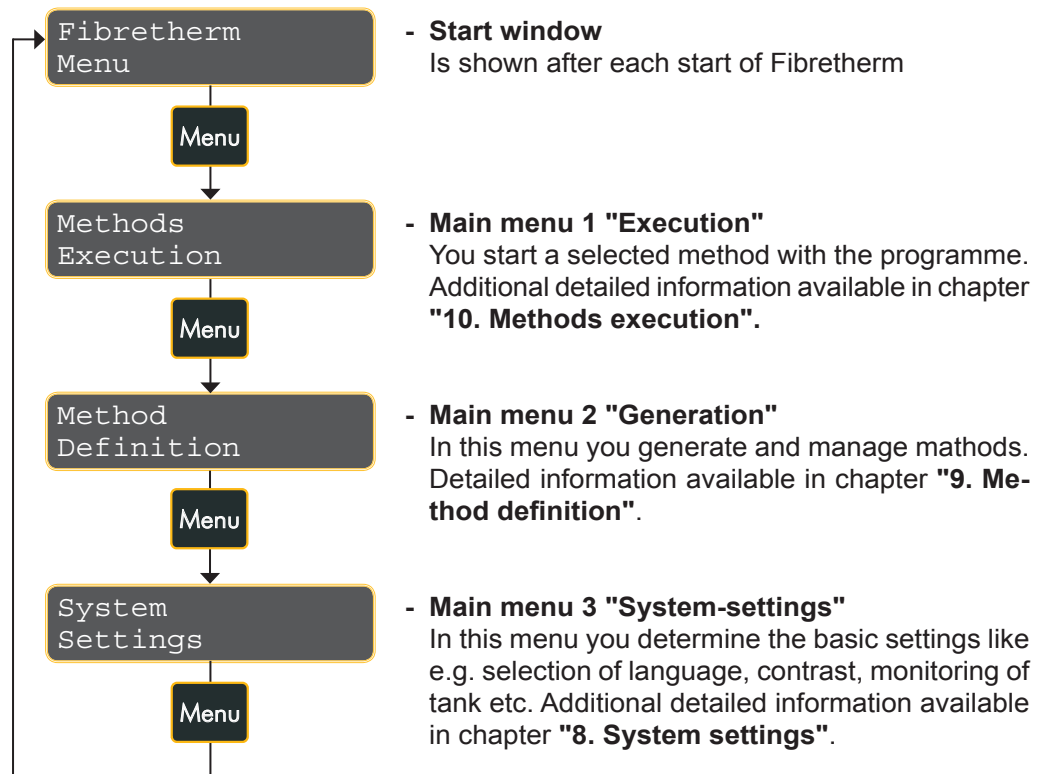 Fibretherm
Menu
- Start window
Is shown after each start of Fibretherm
Menu
Methods
Execution
- Main menu 1 "Execution"
You start a selected method with the programme.
Additional detailed information available in chapter
"10. Methods execution".
Menu
Method
Definition
- Main menu 2 "Generation"
In this menu you generate and manage mathods.
Detailed information available in chapter "9. Me-
thod definition".
Menu
System
Settings
- Main menu 3 "System-settings"
In this menu you determine the basic settings like
e.g. selection of language, contrast, monitoring of
tank etc. Additional detailed information available
in chapter "8. System settings".
Menu